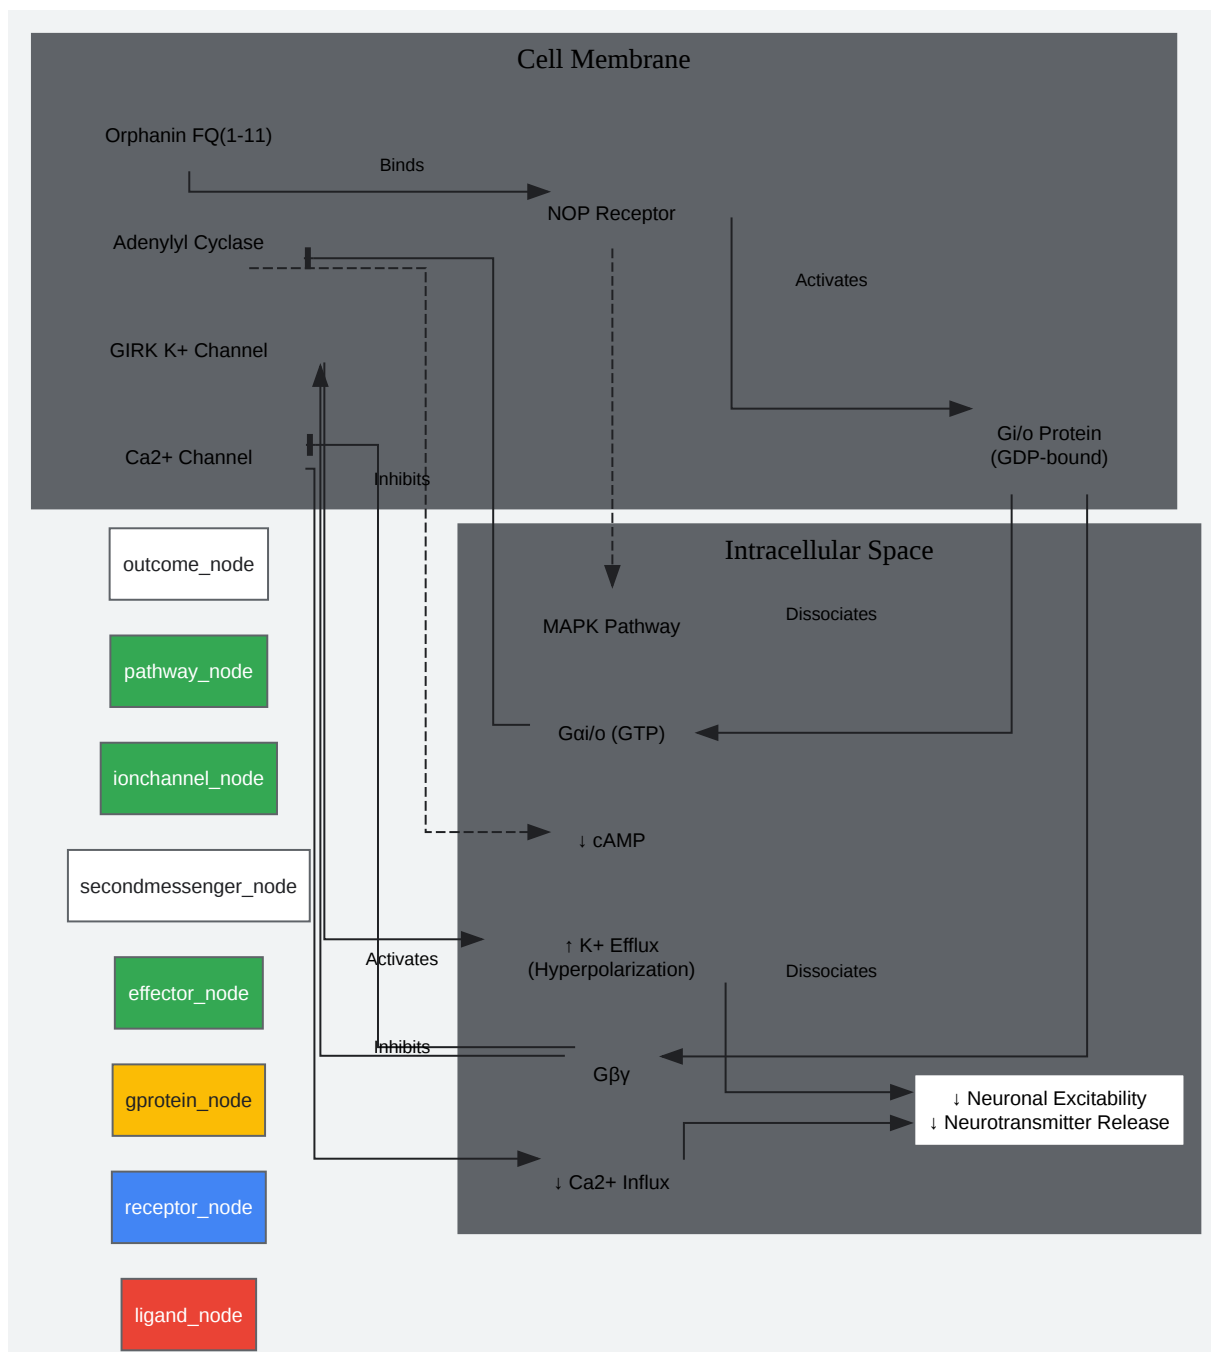 Cell Membrane
Orphanin FQ(1-11)
Binds
NOP Receptor
Adenylyl Cyclase
Activates
GIRK K+ Channel
Gi/o Protein
(GDP-bound)
Ca2+ Channel
Inhibits
Intracellular Space
outcome_node
Dissociates
MAPK Pathway
pathway_node
Gαi/o (GTP)
ionchannel_node
↓ cAMP
secondmessenger_node
↑ K+ Efflux
(Hyperpolarization)
Activates
Dissociates
effector_node
Inhibits
Gβγ
gprotein_node
↓ Neuronal Excitability
↓ Neurotransmitter Release
↓ Ca2+ Influx
receptor_node
ligand_node